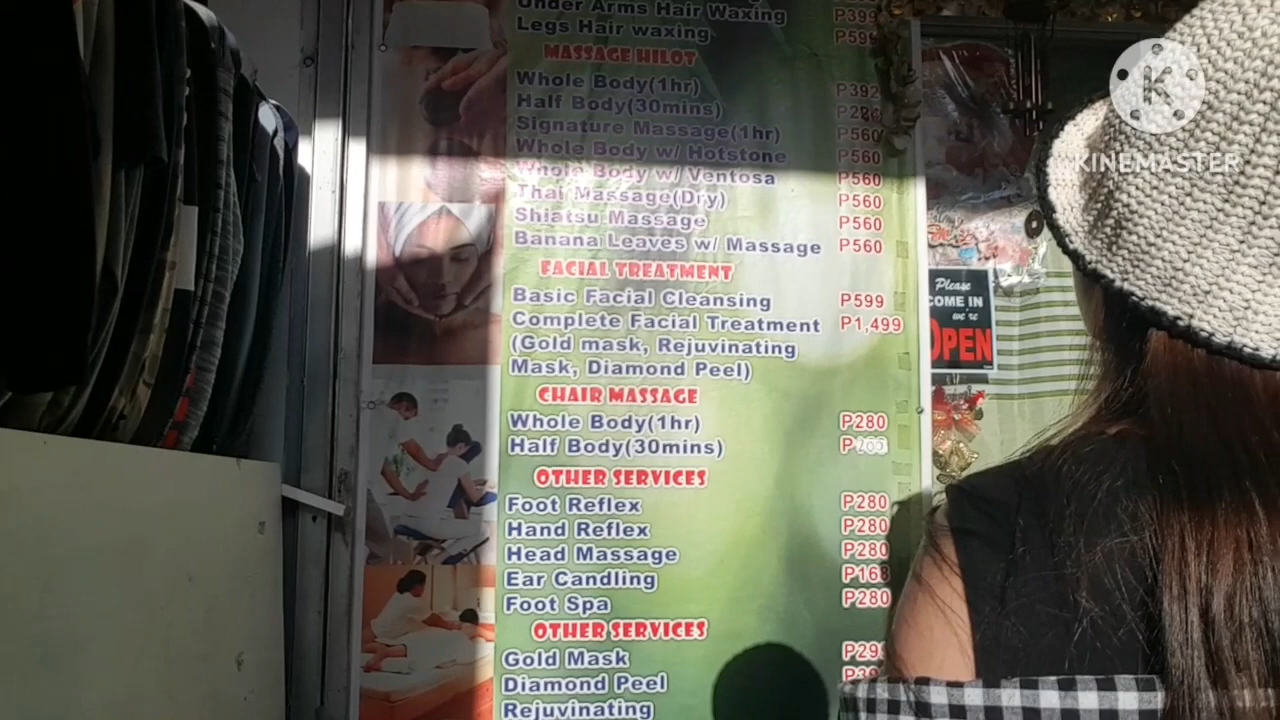 Under Arms Hair Waxing P399
Legs Hair waxing P599
MASSAGE HILOT
Whole Body(1hr) P392
Half Body(30mins)
Signature Massage(1hr) P560
Whole Body w/ Hotstone P560
Whole Body w/ Ventosa P560
Thai Massage(Dry) P560
Shiatsu Massage P560
Banana Leaves w/ Massage P560
FACIAL TREATMENT
Basic Facial Cleansing P599
Complete Facial Treatment P1,499
(Gold mask, Rejuvinating
Mask, Diamond Peel)
CHAIR MASSAGE
Whole Body(1hr) P280
Half Body(30mins)
OTHER SERVICES
Foot Reflex P280
Hand Reflex P280
Head Massage P280
Ear Candling P168
Foot Spa P280
OTHER SERVICES
Gold Mask
Diamond Peel
Rejuvinating
Please
COME IN
we're
OPEN
K
KINEMASTER